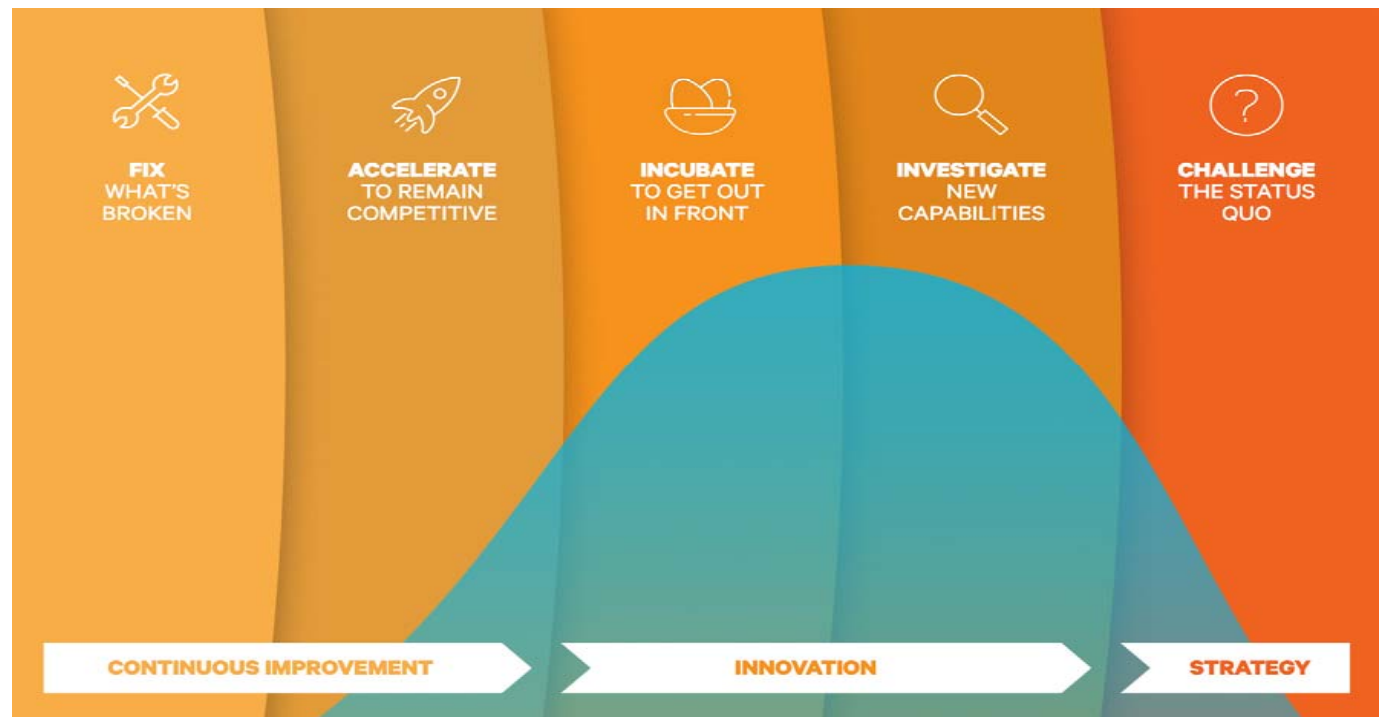 FIX
WHAT'S
BROKEN
ACCELERATE
TO REMAIN
COMPETITIVE
INCUBATE
TO GET OUT
IN FRONT
INVESTIGATE
NEW
CAPABILITIES
?
CHALLENGE
THE STATUS
QUO
CONTINUOUS IMPROVEMENT
INNOVATION
STRATEGY